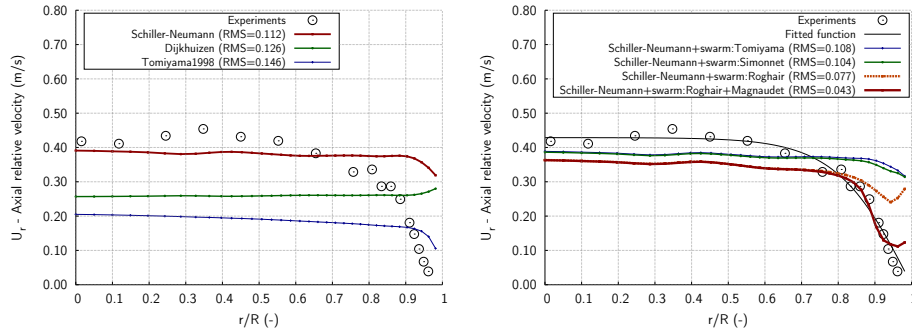 Experiments
Schiller-Neumann (RMS=0.112)
Dijkhuizen (RMS=0.126)
Tomiyama1998 (RMS=0.146)
0.80
0.70
0.60
0.50
0.40
0.30
0.20
0.10
0.00
U_r - Axial relative velocity (m/s)
0 0.1 0.2 0.3 0.4 0.5 0.6 0.7 0.8 0.9 1
r/R (-)
Experiments
Fitted function
Schiller-Neumann+swarm:Tomiyama (RMS=0.108)
Schiller-Neumann+swarm:Simonnet (RMS=0.104)
Schiller-Neumann+swarm:Roghair (RMS=0.077)
Schiller-Neumann+swarm:Roghair+Magnaudet (RMS=0.043)
0.80
0.70
0.60
0.50
0.40
0.30
0.20
0.10
0.00
U_r - Axial relative velocity (m/s)
0 0.1 0.2 0.3 0.4 0.5 0.6 0.7 0.8 0.9 1
r/R (-)